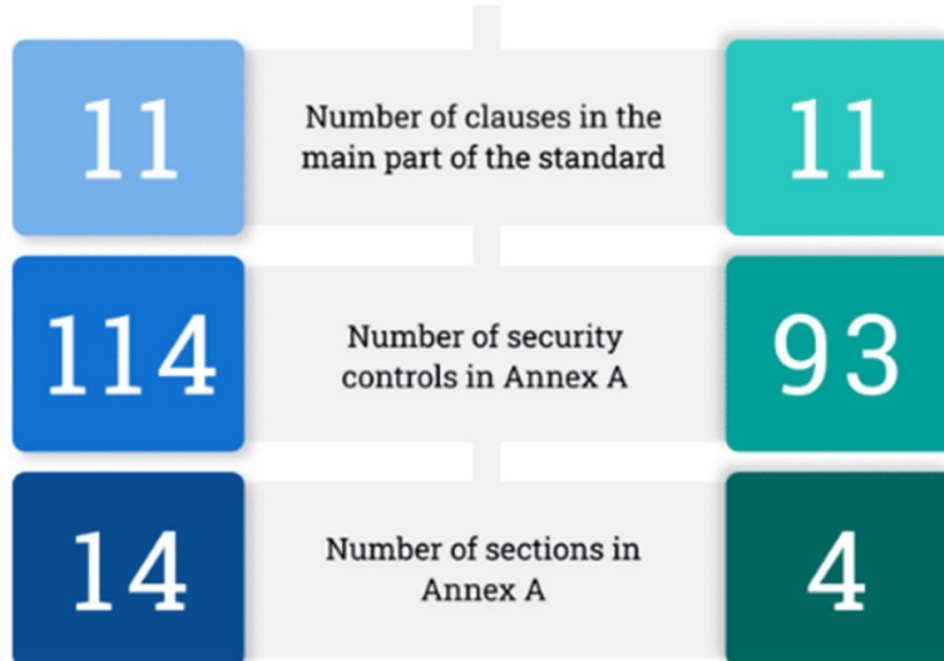 11
Number of clauses in the
main part of the standard
11
114
Number of security
controls in Annex A
93
14
Number of sections in
Annex A
4